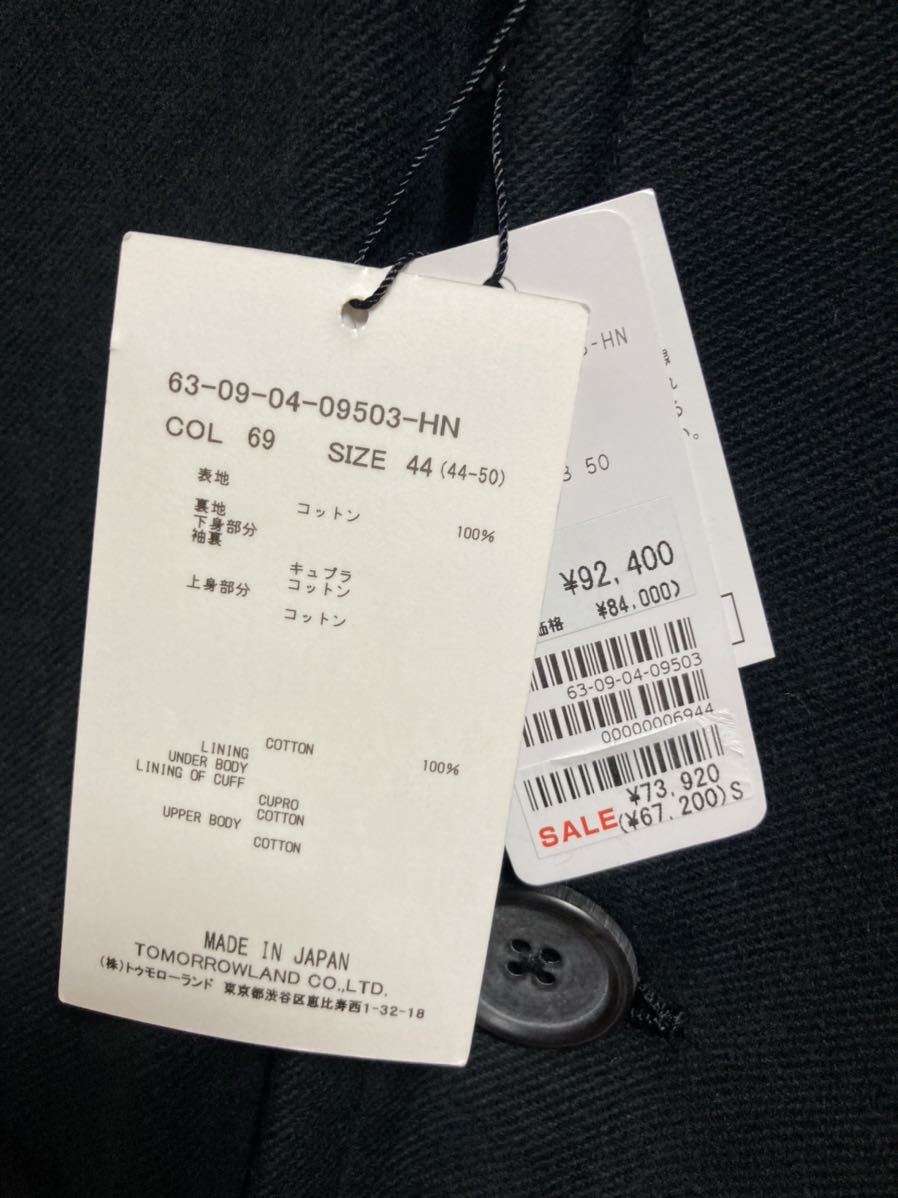 63-09-04-09503-HN
COL 69 SIZE 44 (44-50)
表地
コットン 100%
裏地
下身部分
袖裏
キュプラ
コットン
上身部分
コットン
COTTON 100%
LINING
UNDER BODY
LINING OF CUFF
CUPRO
COTTON
UPPER BODY
COTTON
MADE IN JAPAN
TOMORROWLAND CO.,LTD.
(株)トゥモローランド 東京都渋谷区恵比寿西1-32-18
-HN
50
¥92,400
価格 ¥84,000)
63-09-04-09503
00000006944
¥73,920
SALE (¥67,200) S